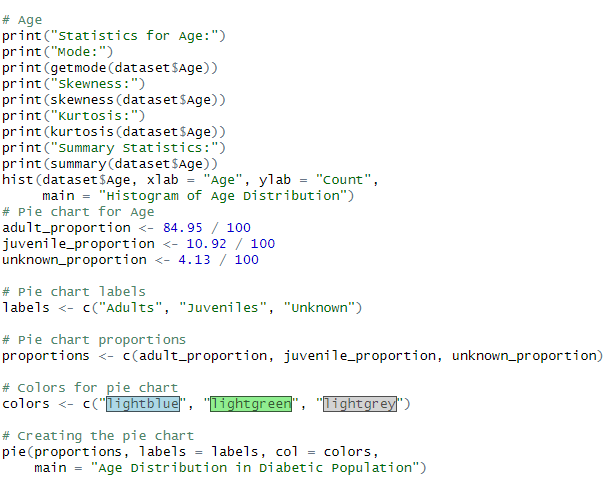 # Age
print("Statistics for Age:")
print("Mode:")
print(getmode(dataset$Age))
print("Skewness:")
print(skewness(dataset$Age))
print("Kurtosis:")
print(kurtosis(dataset$Age))
print("Summary Statistics:")
print(summary(dataset$Age))
hist(dataset$Age, xlab = "Age", ylab = "Count",
     main = "Histogram of Age Distribution")
# Pie chart for Age
adult_proportion <- 84.95 / 100
juvenile_proportion <- 10.92 / 100
unknown_proportion <- 4.13 / 100
# Pie chart labels
labels <- c("Adults", "Juveniles", "Unknown")
# Pie chart proportions
proportions <- c(adult_proportion, juvenile_proportion, unknown_proportion)
# Colors for pie chart
colors <- c("lightblue", "lightgreen", "lightgrey")
# Creating the pie chart
pie(proportions, labels = labels, col = colors,
    main = "Age Distribution in Diabetic Population")